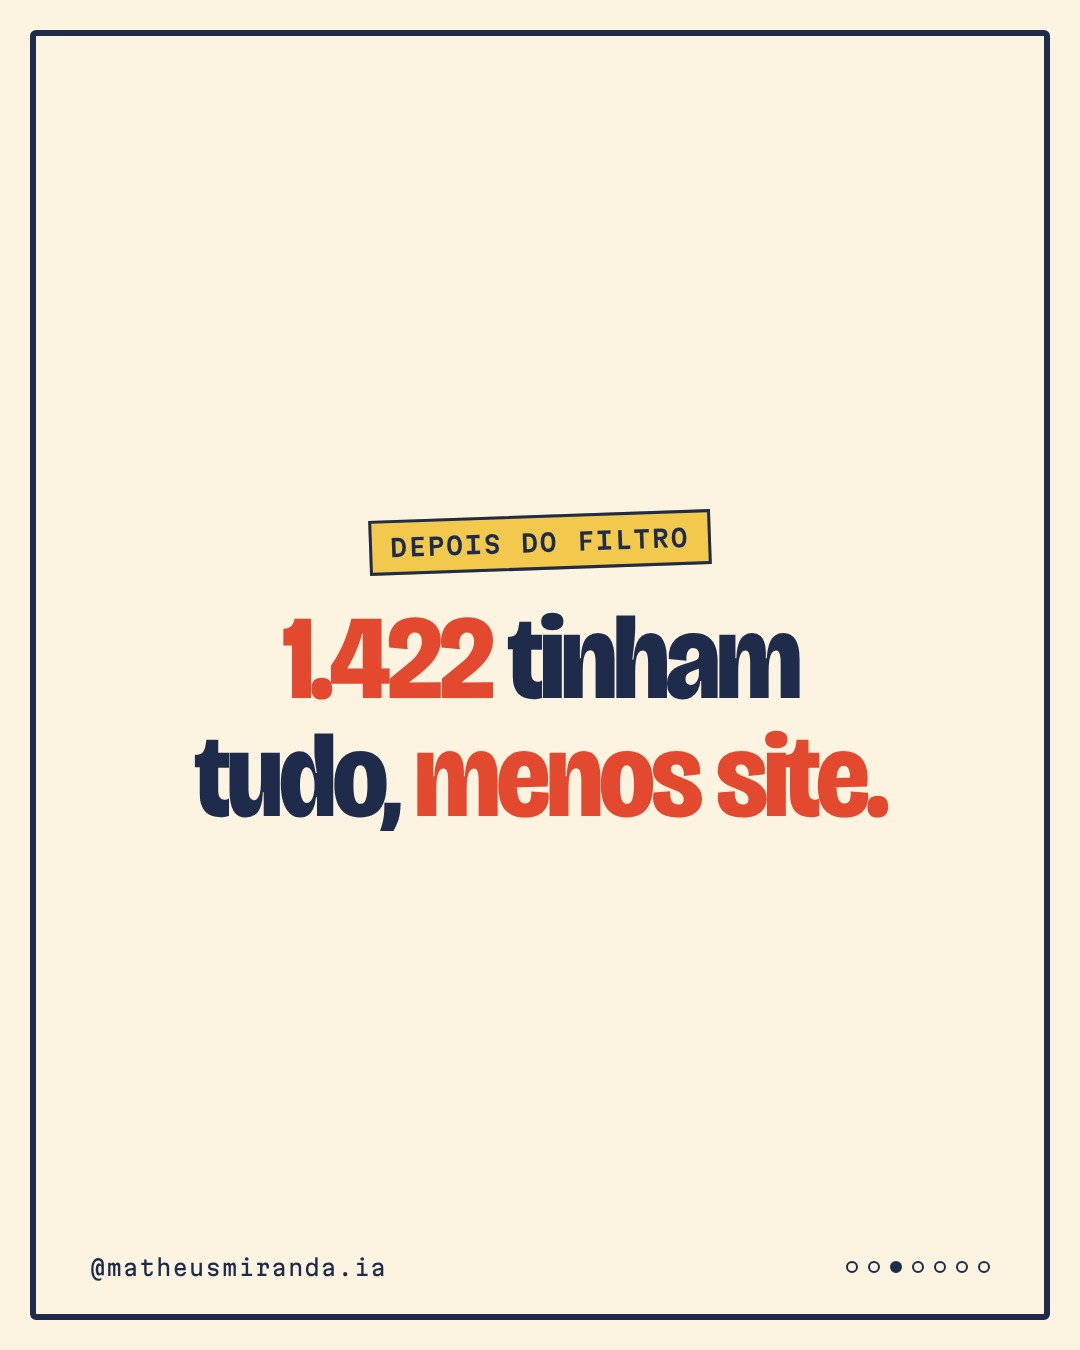 DEPOIS DO FILTRO
1.422 tinham
tudo, menos site.
@matheusmiranda.ia